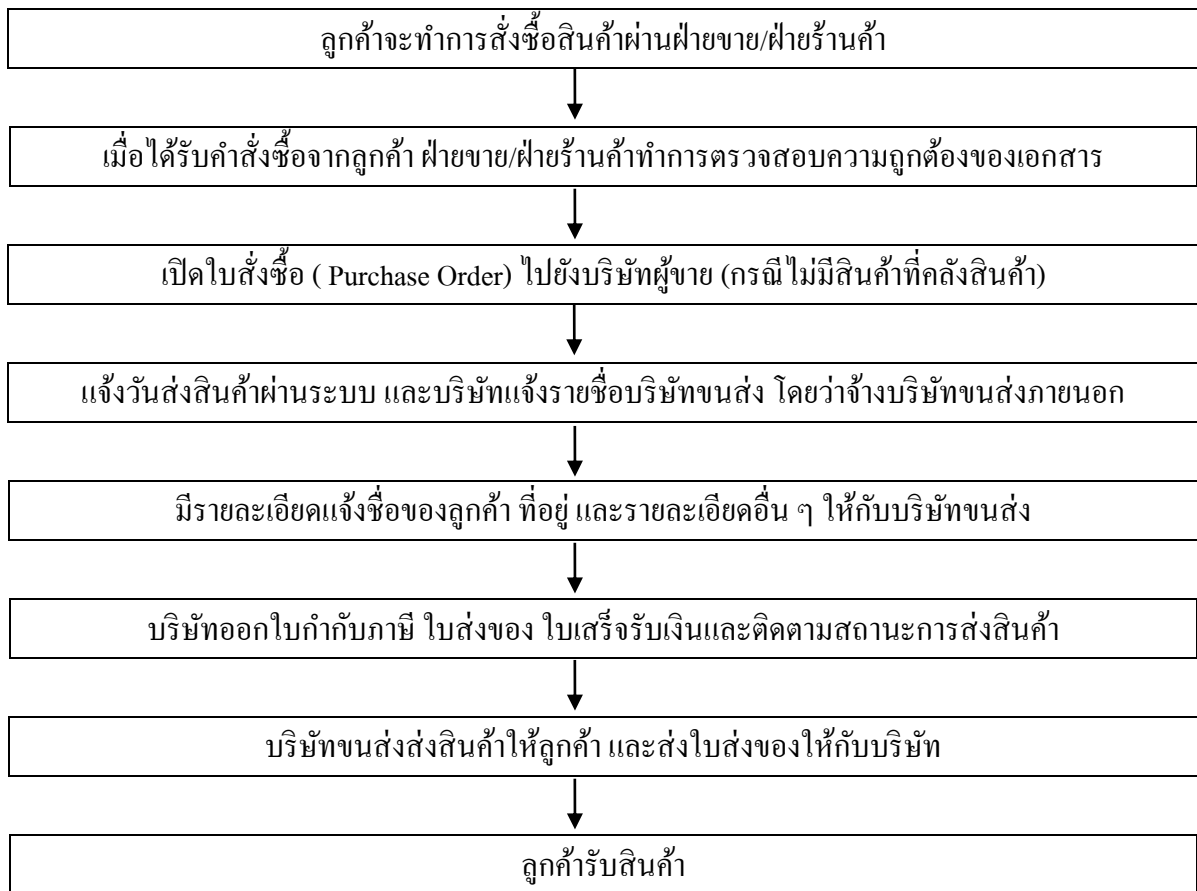 ลูกค้าจะทำการสั่งซื้อสินค้าผ่านฝ่ายขาย/ฝ่ายร้านค้า
เมื่อได้รับคำสั่งซื้อจากลูกค้า ฝ่ายขาย/ฝ่ายร้านค้าทำการตรวจสอบความถูกต้องของเอกสาร
เปิดใบสั่งซื้อ ( Purchase Order) ไปยังบริษัทผู้ขาย (กรณีไม่มีสินค้าที่คลังสินค้า)
แจ้งวันส่งสินค้าผ่านระบบ และบริษัทแจ้งรายชื่อบริษัทขนส่ง โดยว่าจ้างบริษัทขนส่งภายนอก
มีรายละเอียดแจ้งชื่อของลูกค้า ที่อยู่ และรายละเอียดอื่น ๆ ให้กับบริษัทขนส่ง
บริษัทออกใบกำกับภาษี ใบส่งของ ใบเสร็จรับเงินและติดตามสถานะการส่งสินค้า
บริษัทขนส่งส่งสินค้าให้ลูกค้า และส่งใบส่งของให้กับบริษัท
ลูกค้ารับสินค้า